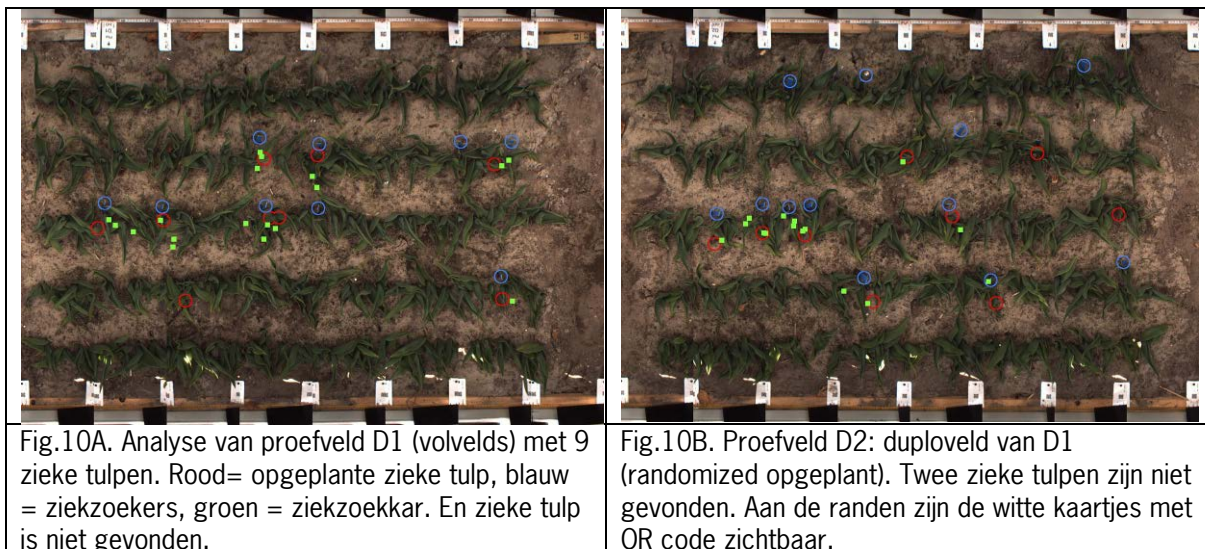 Fig.10A. Analyse van proefveld D1 (volvelds) met 9
zieke tulpen. Rood= opgeplante zieke tulp, blauw
= ziekzoekers, groen = ziekzoekkar. En zieke tulp
is niet gevonden.
Fig.10B. Proefveld D2: duploveld van D1
(randomized opgeplant). Twee zieke tulpen zijn niet
gevonden. Aan de randen zijn de witte kaartjes met
QR code zichtbaar.